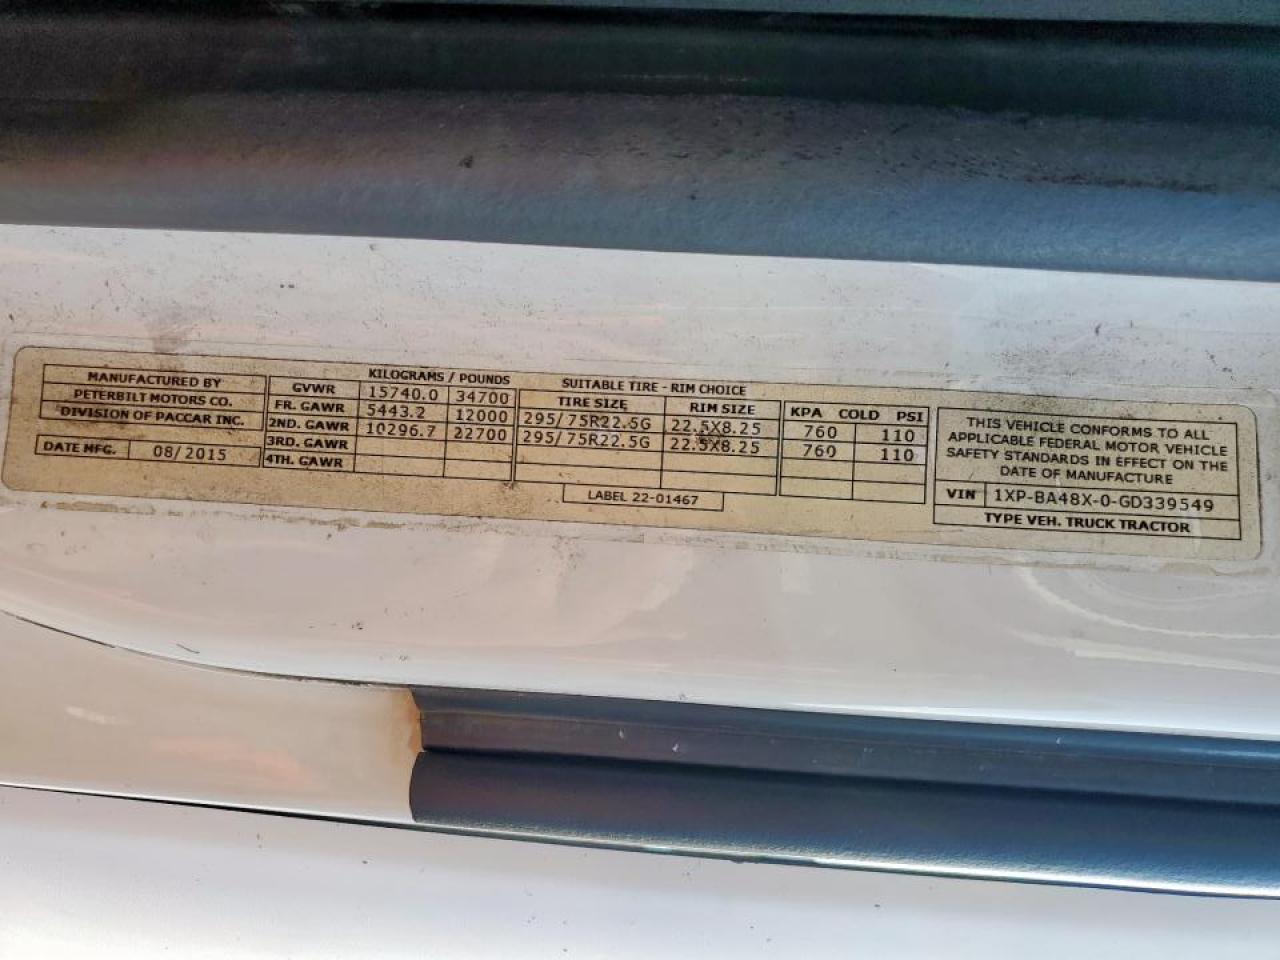 MANUFACTURED BY
PETERBILT MOTORS CO.
DIVISION OF PACCAR INC.
DATE MFG. 08/2015
KILOGRAMS / POUNDS
GVWR 15740.0 34700
FR. GAWR 5443.2 12000
2ND. GAWR 10296.7 22700
3RD. GAWR
4TH. GAWR
SUITABLE TIRE - RIM CHOICE
TIRE SIZE RIM SIZE
295/75R22.5G 22.5X8.25
295/75R22.5G 22.5X8.25
LABEL 22-01467
KPA COLD PSI
760 110
760 110
THIS VEHICLE CONFORMS TO ALL
APPLICABLE FEDERAL MOTOR VEHICLE
SAFETY STANDARDS IN EFFECT ON THE
DATE OF MANUFACTURE
VIN 1XP-BA48X-0-GD339549
TYPE VEH. TRUCK TRACTOR